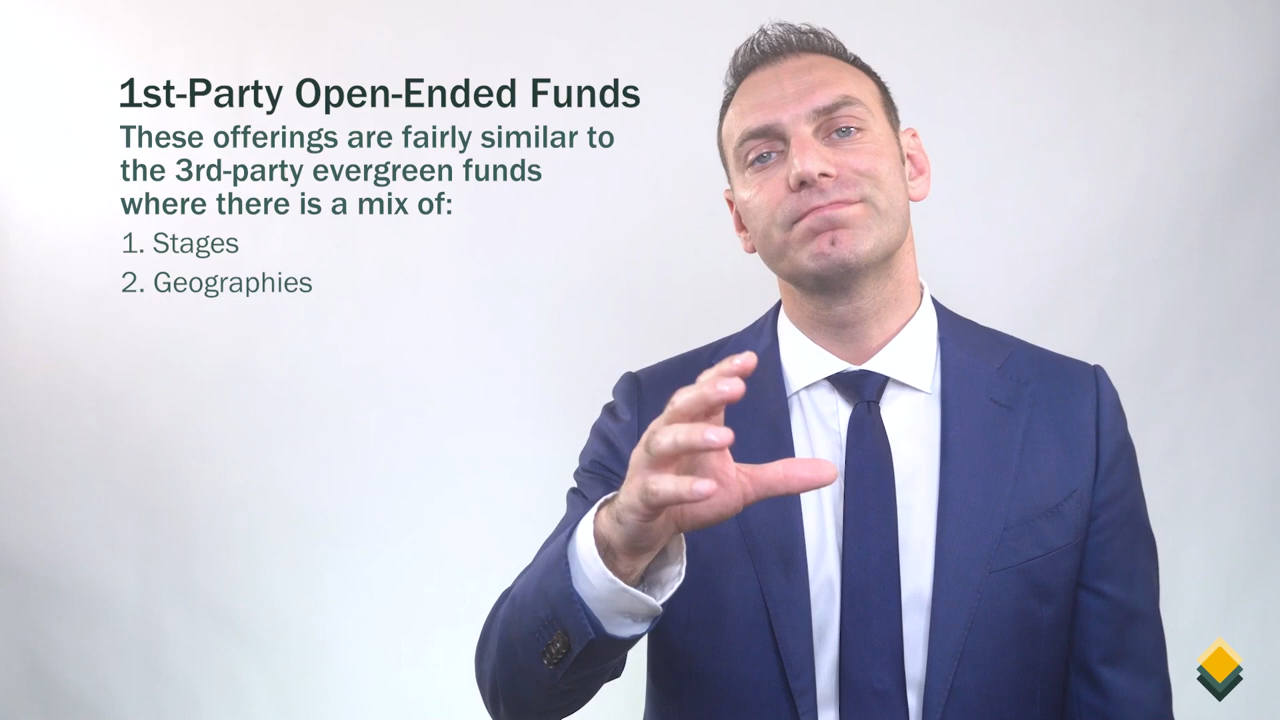 1st-Party Open-Ended Funds
These offerings are fairly similar to
the 3rd-party evergreen funds
where there is a mix of:
1. Stages
2. Geographies